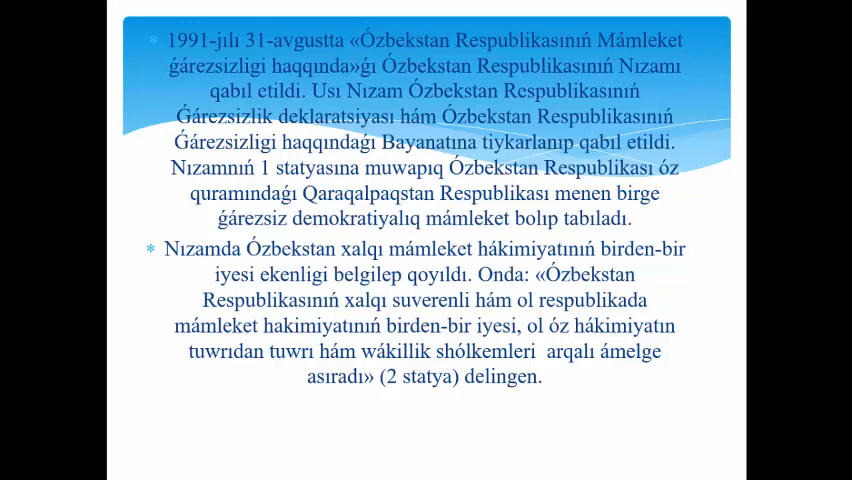 * 1991-jılı 31-avgustta «Ózbekstan Respublikasınıń Mámleket
ǵárezsizligi haqqında»ǵı Ózbekstan Respublikasınıń Nızamı
qabıl etildi. Usı Nızam Ózbekstan Respublikasınıń
Ǵárezsizlik deklaratsiyası hám Ózbekstan Respublikasınıń
Ǵárezsizligi haqqındaǵı Bayanatına tiykarlanıp qabıl etildi.
Nızamnıń 1 statyasına muwapıq Ózbekstan Respublikası óz
quramındaǵı Qaraqalpaqstan Respublikası menen birge
ǵárezsiz demokratiyalıq mámleket bolıp tabıladı.
* Nızamda Ózbekstan xalqı mámleket hákimiyatınıń birden-bir
iyesi ekenligi belgilep qoyıldı. Onda: «Ózbekstan
Respublikasınıń xalqı suverenli hám ol respublikada
mámleket hakimiyatınıń birden-bir iyesi, ol óz hákimiyatın
tuwrıdan tuwrı hám wákillik shólkemleri arqalı ámelge
asıradı» (2 statya) delingen.